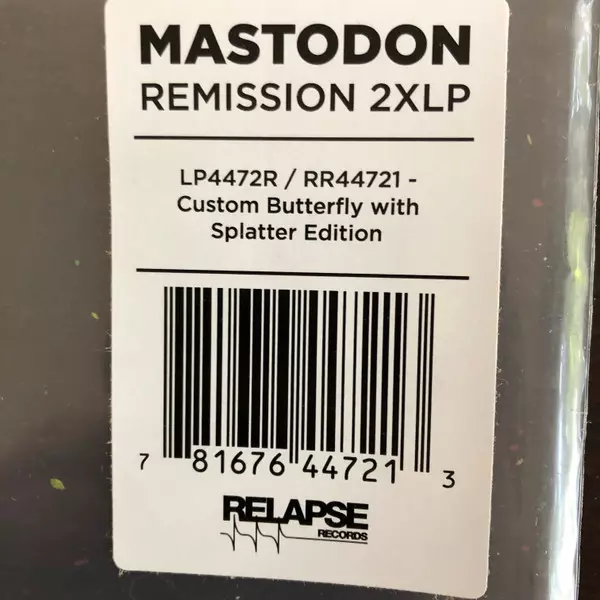 MASTODON
REMISSION 2XLP
LP4472R / RR44721 -
Custom Butterfly with
Splatter Edition
7 81676 44721 3
RELAPSE
RECORDS